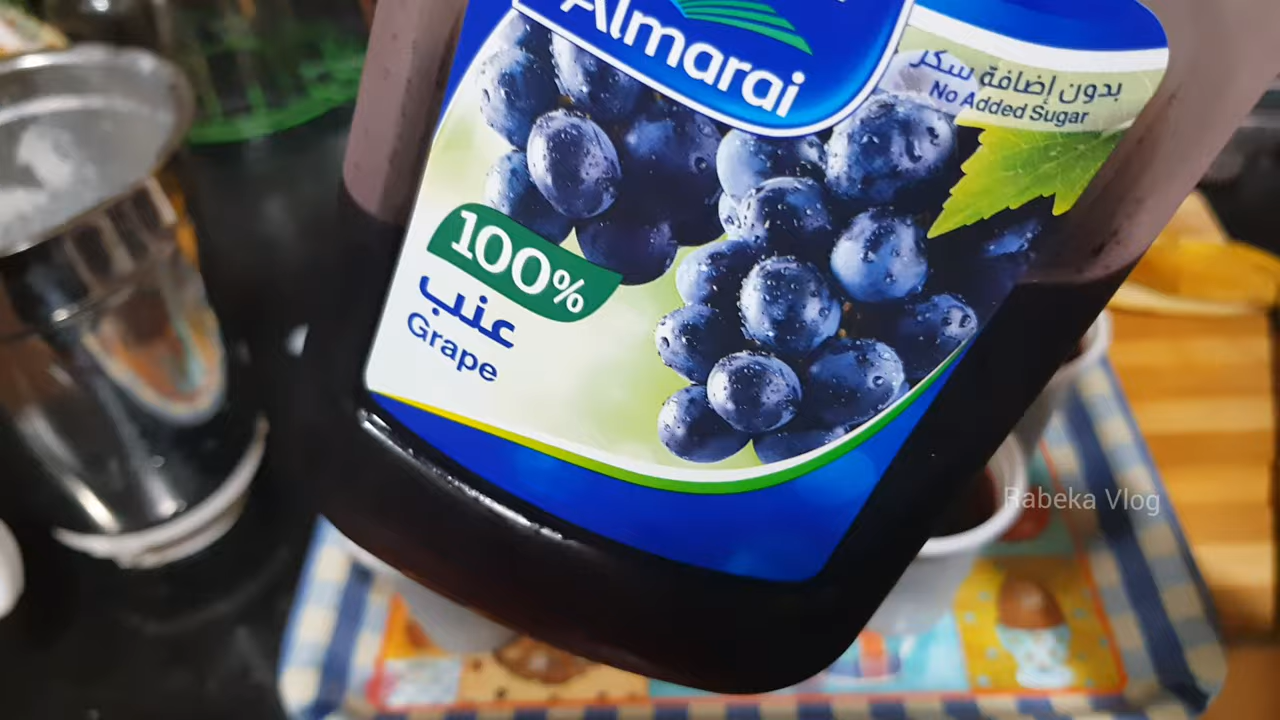 Almarai
بدون إضافة سكر
No Added Sugar
100%
عنب
Grape
Rabeka Vlog